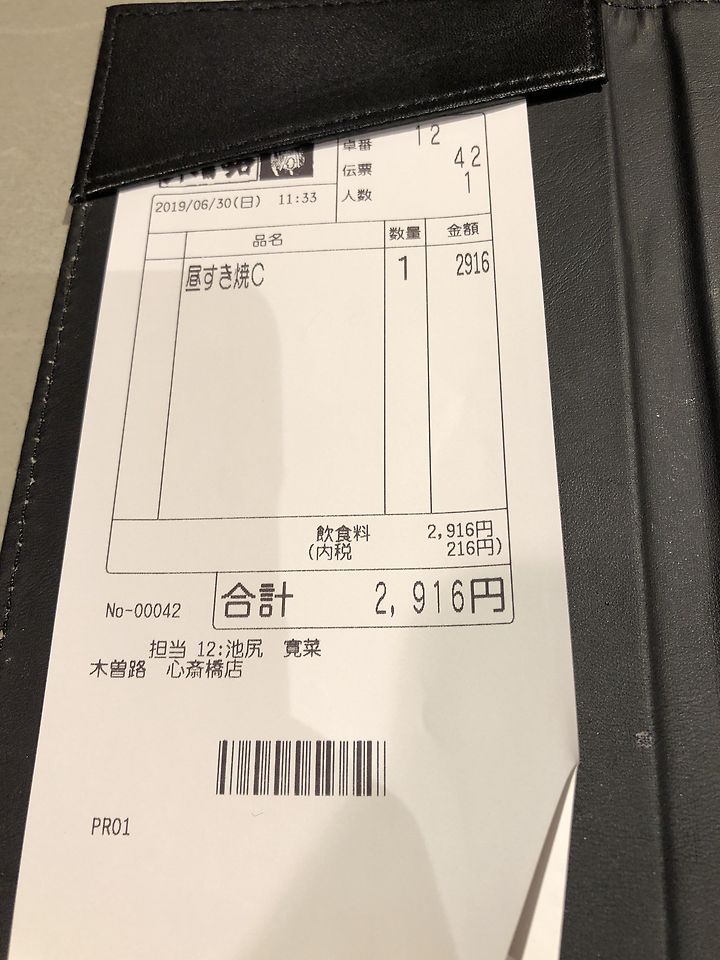 木曽路
卓番 12
伝票 42
人数 1
2019/06/30(日) 11:33
品名 数量 金額
昼すき焼C 1 2916
飲食料 2,916円
(内税 216円)
合計 2,916円
No-00042
担当 12:池尻 寛菜
木曽路 心斎橋店
PR01